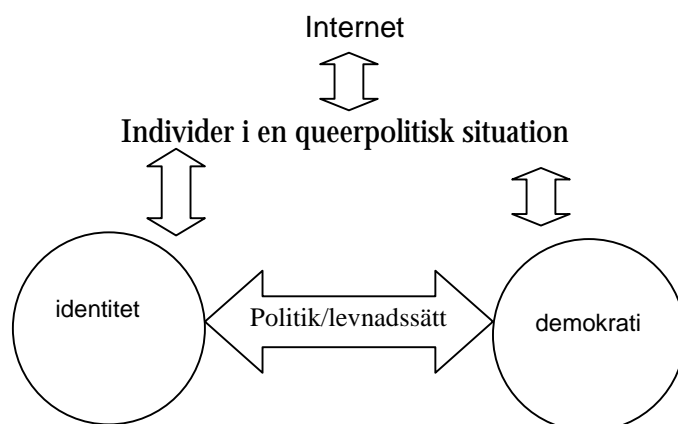 Internet
Individer i en queerpolitisk situation
identitet
Politik/levnadssätt
demokrati